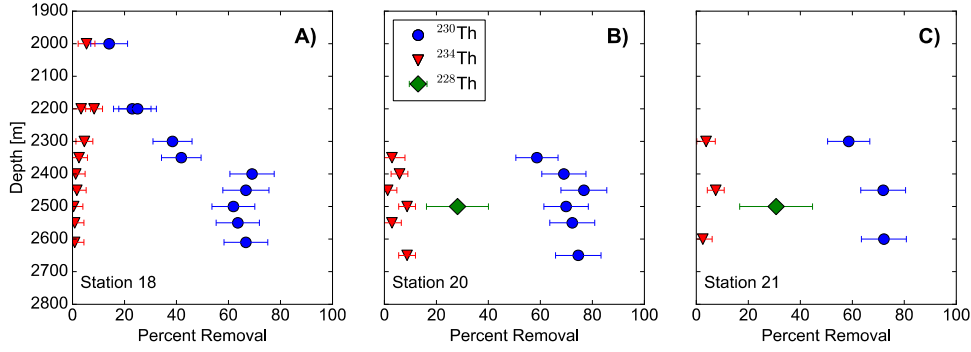 A)
B)
C)
1900
2000
2100
2200
2300
2400
2500
2600
2700
2800
Depth [m]
²³⁰Th
²³⁴Th
²²⁸Th
Station 18
Station 20
Station 21
0 20 40 60 80 100
0 20 40 60 80 100
0 20 40 60 80 100
Percent Removal
Percent Removal
Percent Removal